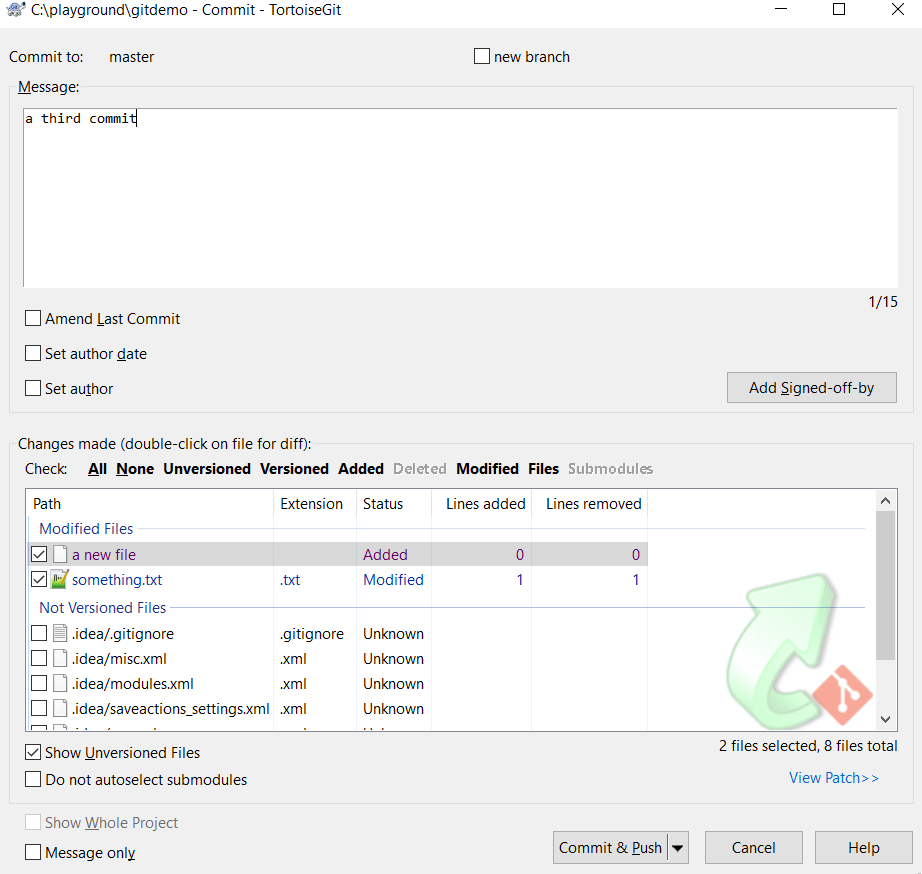 C:\playground\gitdemo - Commit - TortoiseGit
Commit to: master new branch
Message:
a third commit
1/15
Amend Last Commit
Set author date
Set author
Add Signed-off-by
Changes made (double-click on file for diff):
Check: All None Unversioned Versioned Added Deleted Modified Files Submodules
Path Extension Status Lines added Lines removed
Modified Files
a new file Added 0 0
something.txt .txt Modified 1 1
Not Versioned Files
.idea/.gitignore .gitignore Unknown
.idea/misc.xml .xml Unknown
.idea/modules.xml .xml Unknown
.idea/saveactions_settings.xml .xml Unknown
Show Unversioned Files
2 files selected, 8 files total
Do not autoselect submodules
View Patch>>
Show Whole Project
Message only
Commit & Push
Cancel
Help